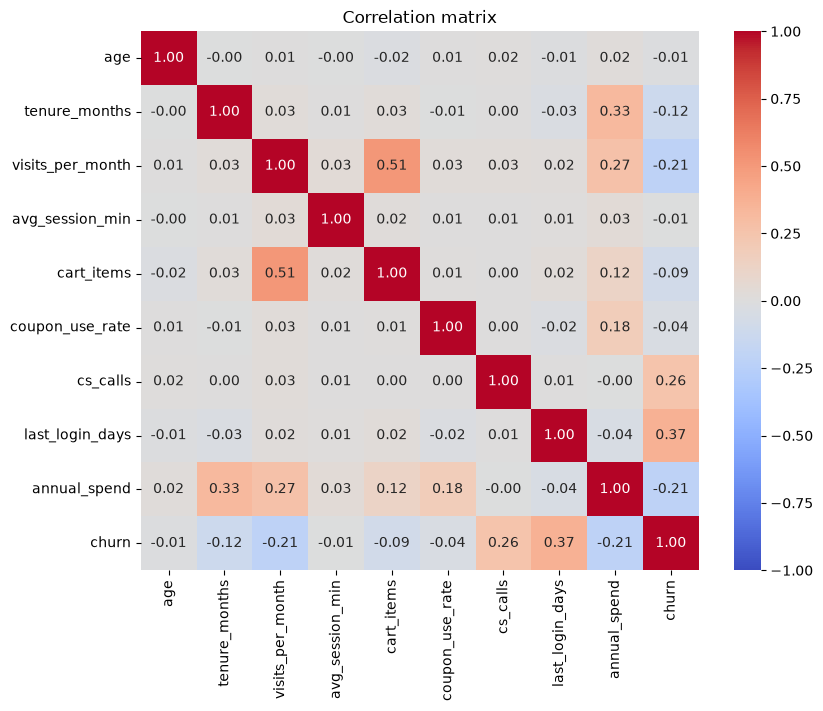 Correlation matrix
age 1.00 -0.00 0.01 -0.00 -0.02 0.01 0.02 -0.01 0.02 -0.01
tenure_months -0.00 1.00 0.03 0.01 0.03 -0.01 0.00 -0.03 0.33 -0.12
visits_per_month 0.01 0.03 1.00 0.03 0.51 0.03 0.03 0.02 0.27 -0.21
avg_session_min -0.00 0.01 0.03 1.00 0.02 0.01 0.01 0.01 0.03 -0.01
cart_items -0.02 0.03 0.51 0.02 1.00 0.01 0.00 0.02 0.12 -0.09
coupon_use_rate 0.01 -0.01 0.03 0.01 0.01 1.00 0.00 -0.02 0.18 -0.04
cs_calls 0.02 0.00 0.03 0.01 0.00 0.00 1.00 0.01 -0.00 0.26
last_login_days -0.01 -0.03 0.02 0.01 0.02 -0.02 0.01 1.00 -0.04 0.37
annual_spend 0.02 0.33 0.27 0.03 0.12 0.18 -0.00 -0.04 1.00 -0.21
churn -0.01 -0.12 -0.21 -0.01 -0.09 -0.04 0.26 0.37 -0.21 1.00
age
tenure_months
visits_per_month
avg_session_min
cart_items
coupon_use_rate
cs_calls
last_login_days
annual_spend
churn
1.00
0.75
0.50
0.25
0.00
−0.25
−0.50
−0.75
−1.00